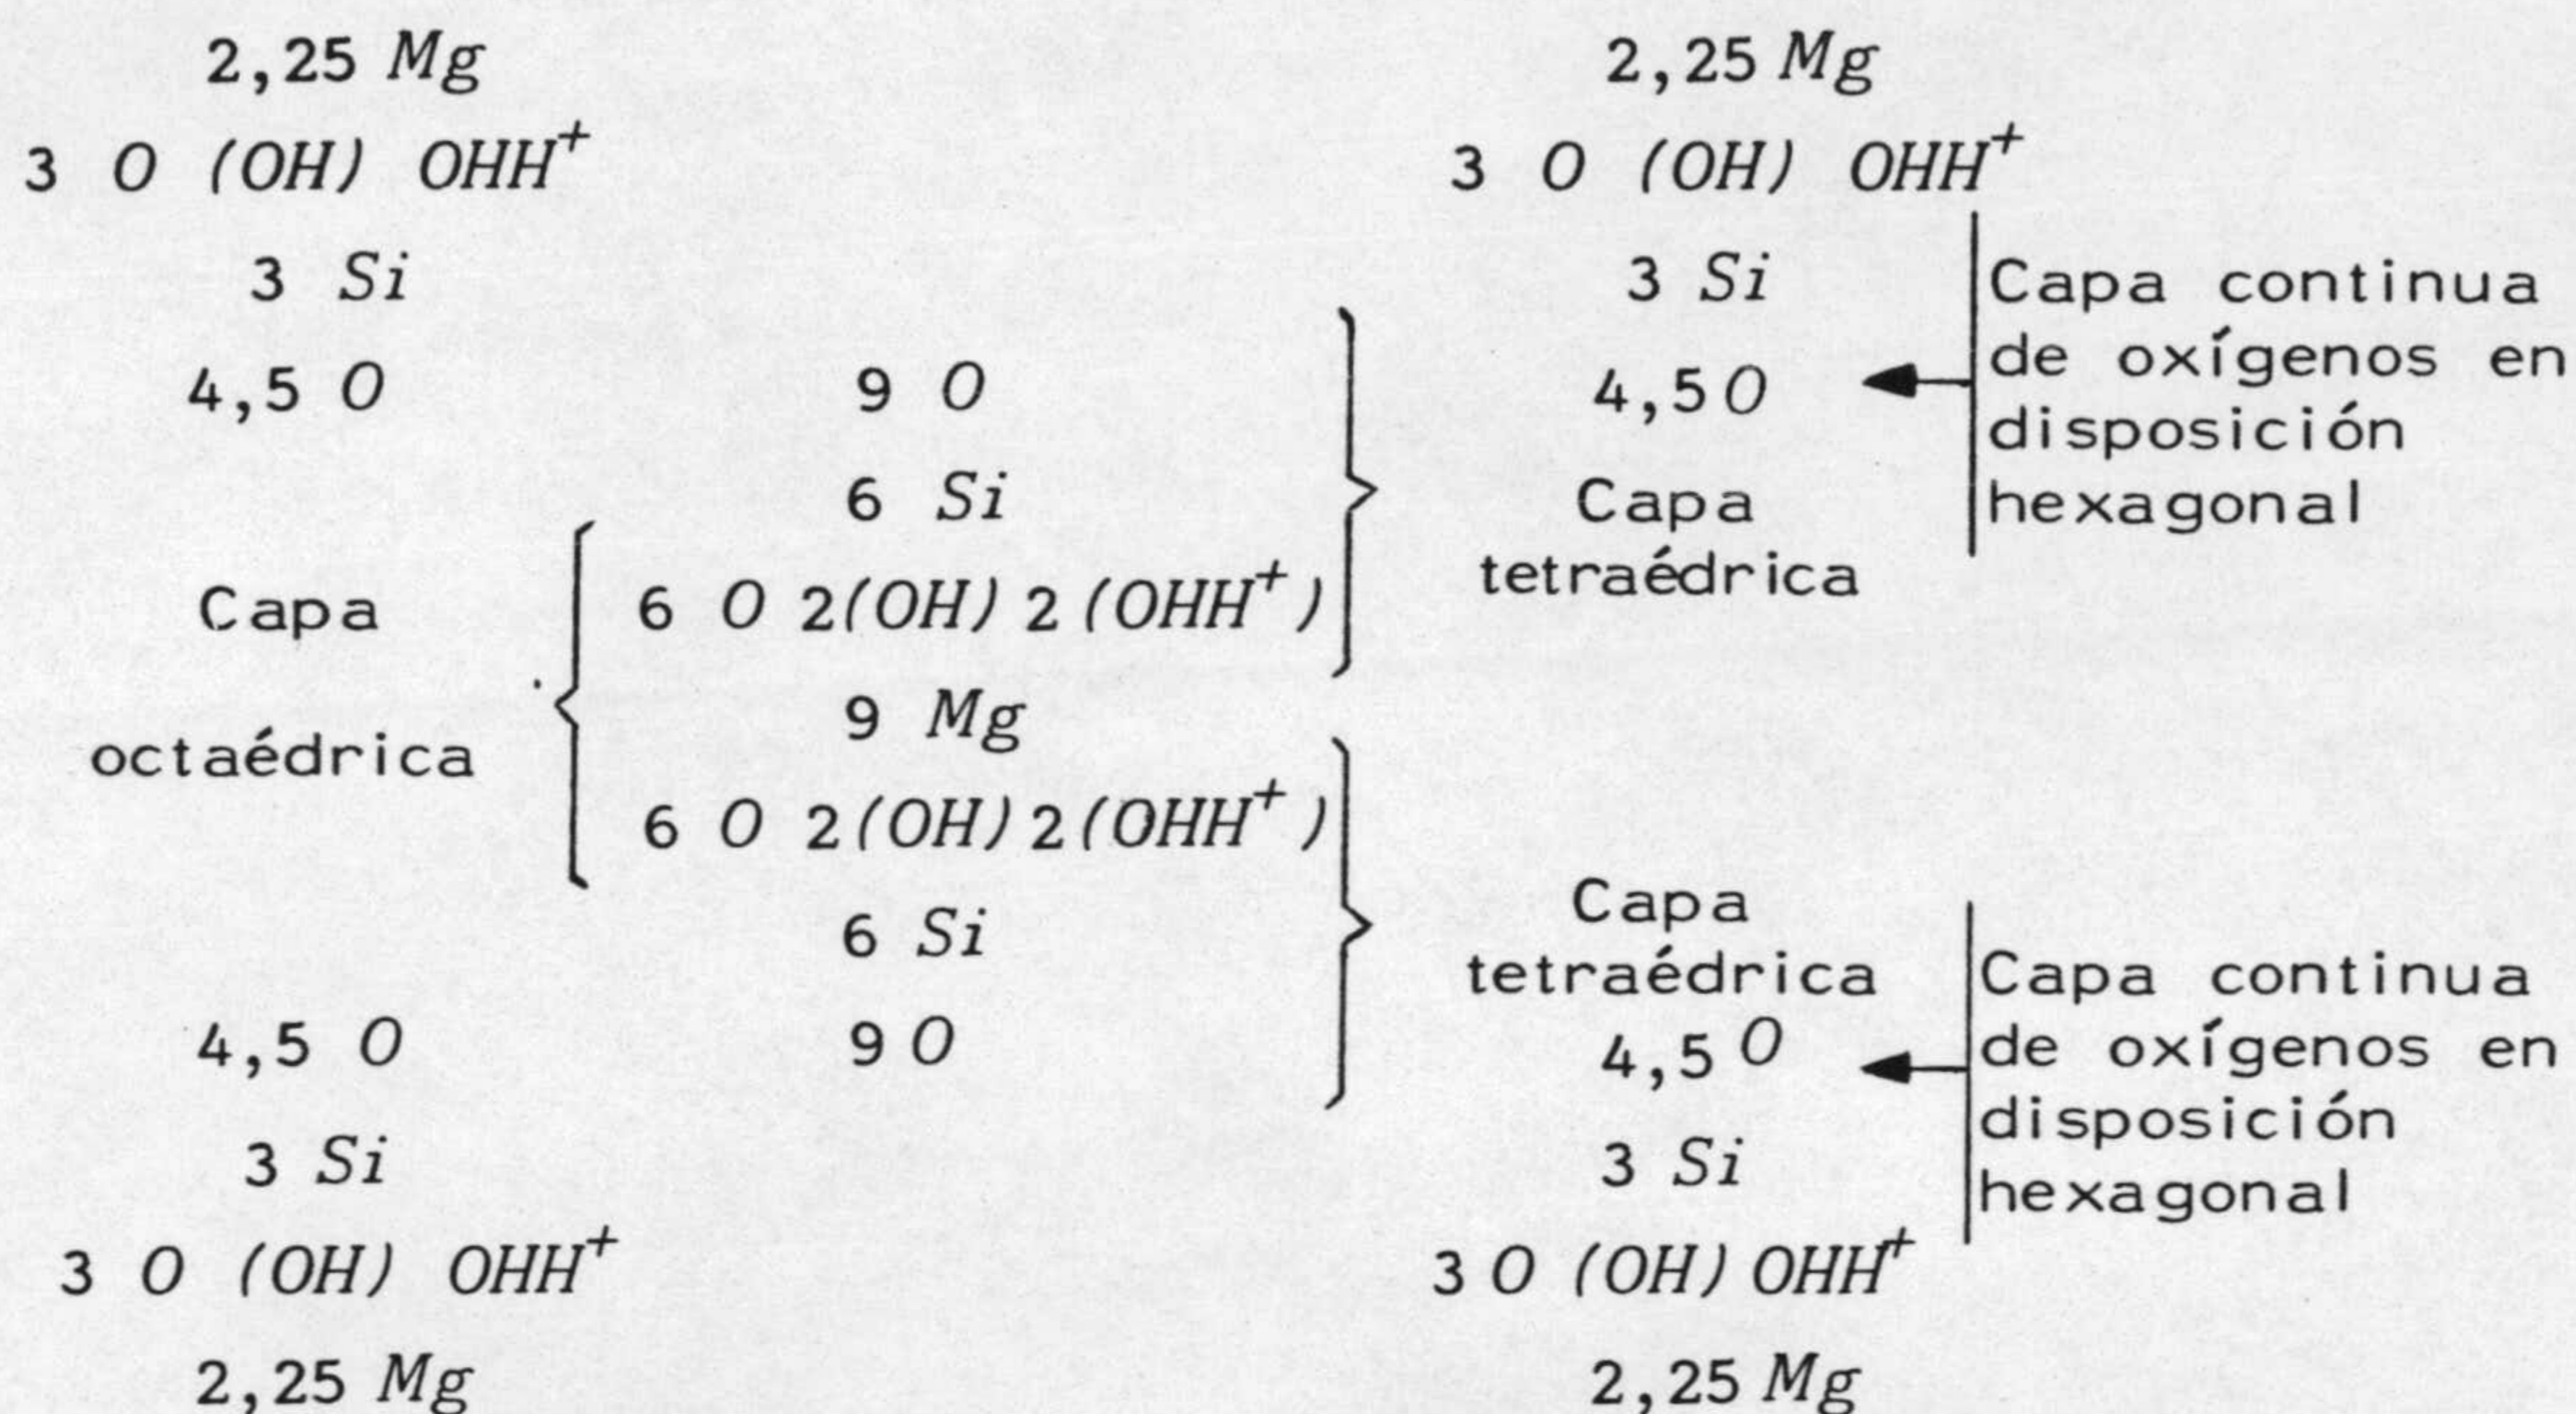 2,25 Mg 2,25 Mg
3 O (OH) OHH+ 3 O (OH) OHH+
3 Si 3 Si
4,5 O 9 O 4,5 O
6 Si
Capa continua
de oxígenos en
disposición
hexagonal
Capa
tetraédrica
Capa
octaédrica
6 O 2(OH) 2(OHH+)
9 Mg
6 O 2(OH) 2(OHH+)
6 Si
Capa
tetraédrica
4,5 O 9 O 4,5 O
Capa continua
de oxígenos en
disposición
hexagonal
3 Si 3 Si
3 O (OH) OHH+ 3 O (OH) OHH+
2,25 Mg 2,25 Mg